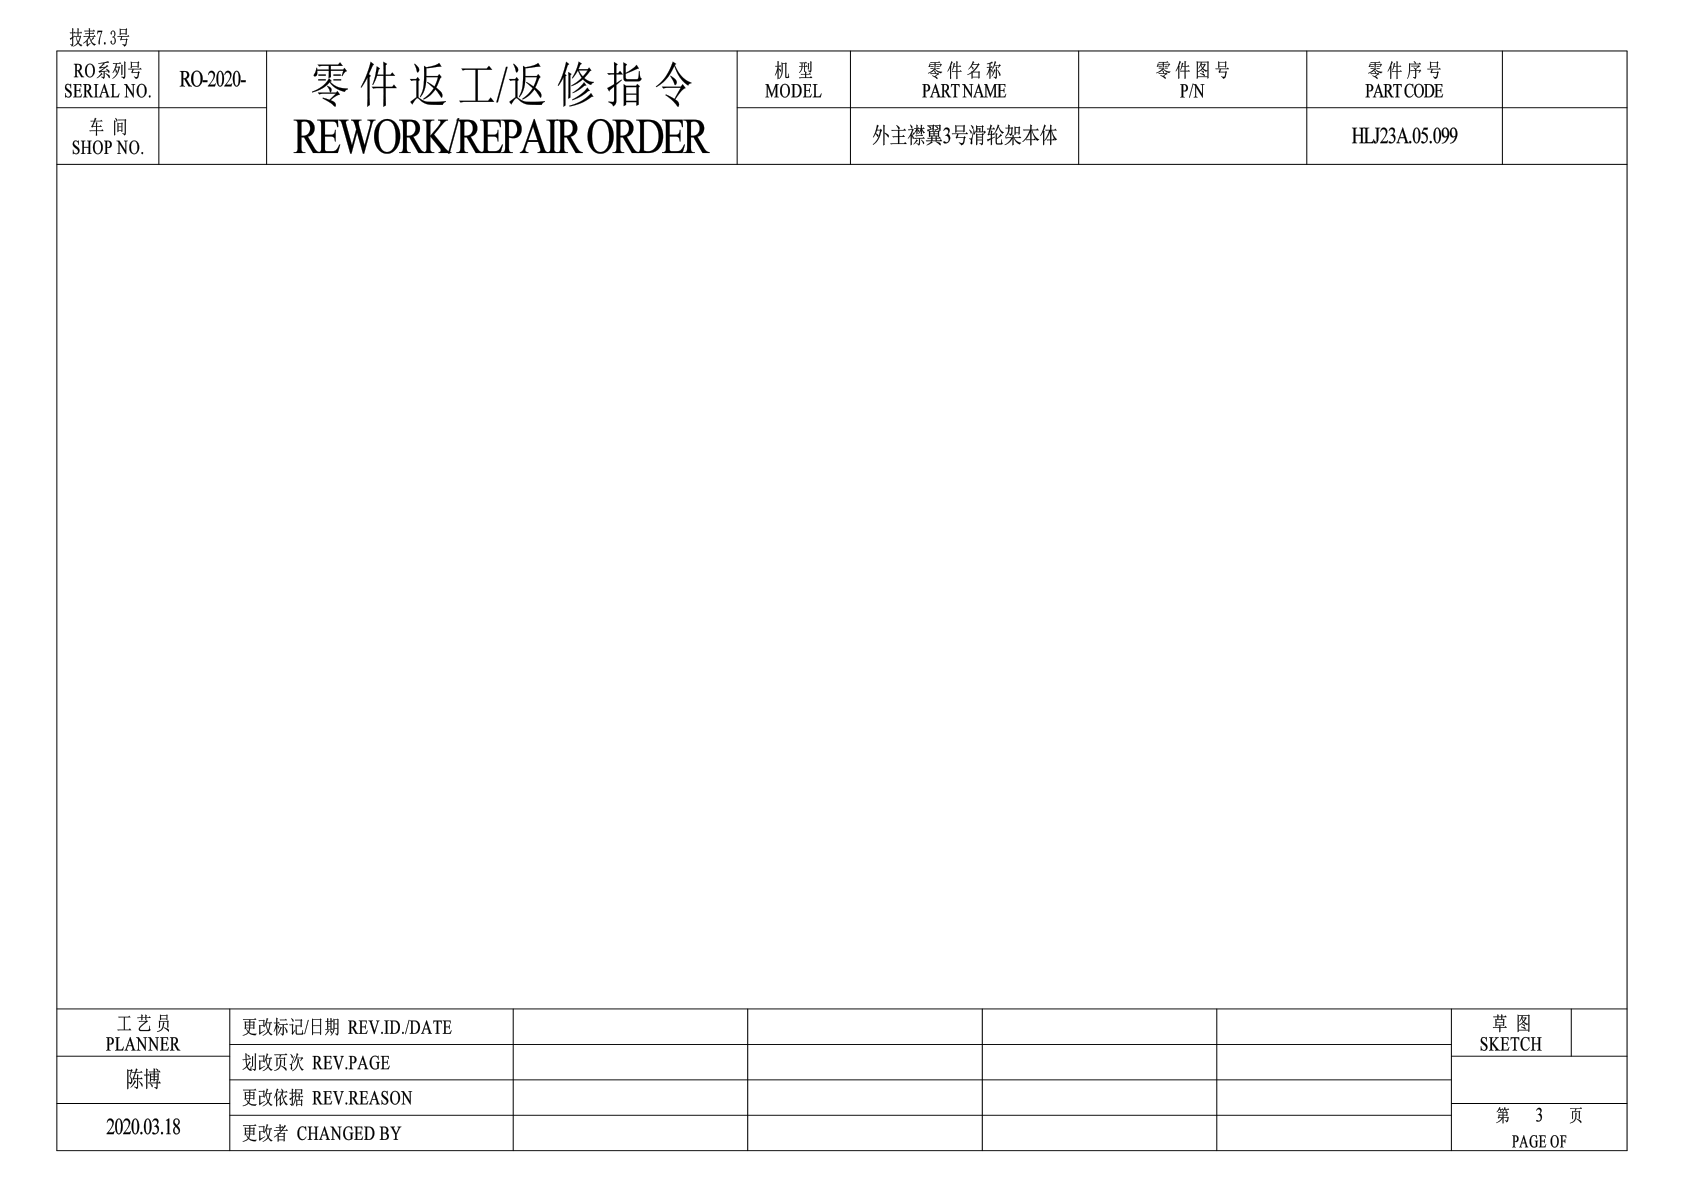 技表7.3号
RO系列号
SERIAL NO.
RO-2020-
零件返工/返修指令
REWORK/REPAIR ORDER
机 型
MODEL
零件名称
PART NAME
零件图号
P/N
零件序号
PART CODE
车 间
SHOP NO.
外主襟翼3号滑轮架本体
HLJ23A.05.099
工艺员
PLANNER
陈博
2020.03.18
更改标记/日期 REV.ID./DATE
划改页次 REV.PAGE
更改依据 REV.REASON
更改者 CHANGED BY
草 图
SKETCH
第 3 页
PAGE OF